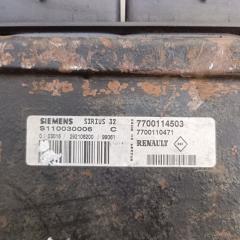 SIEMENS SIRIUS 32
S110030006 C
7700114503
7700110471
RENAULT